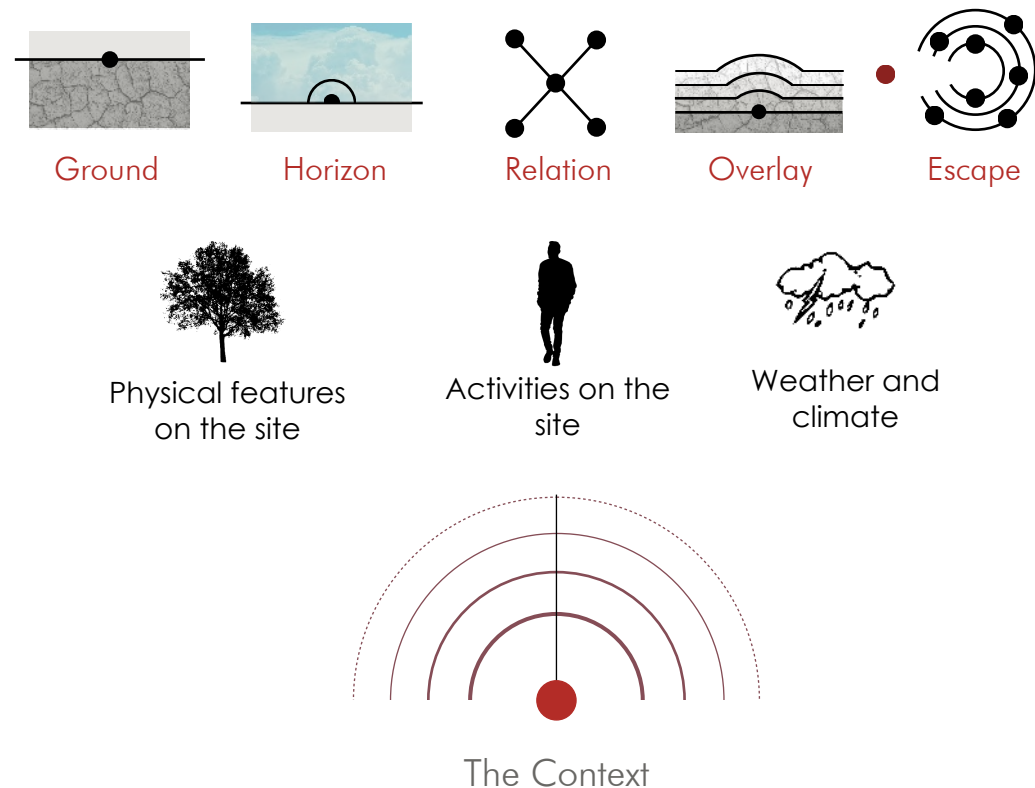 Ground
Horizon
Relation
Overlay
Escape
Physical features
on the site
Activities on the
site
Weather and
climate
The Context